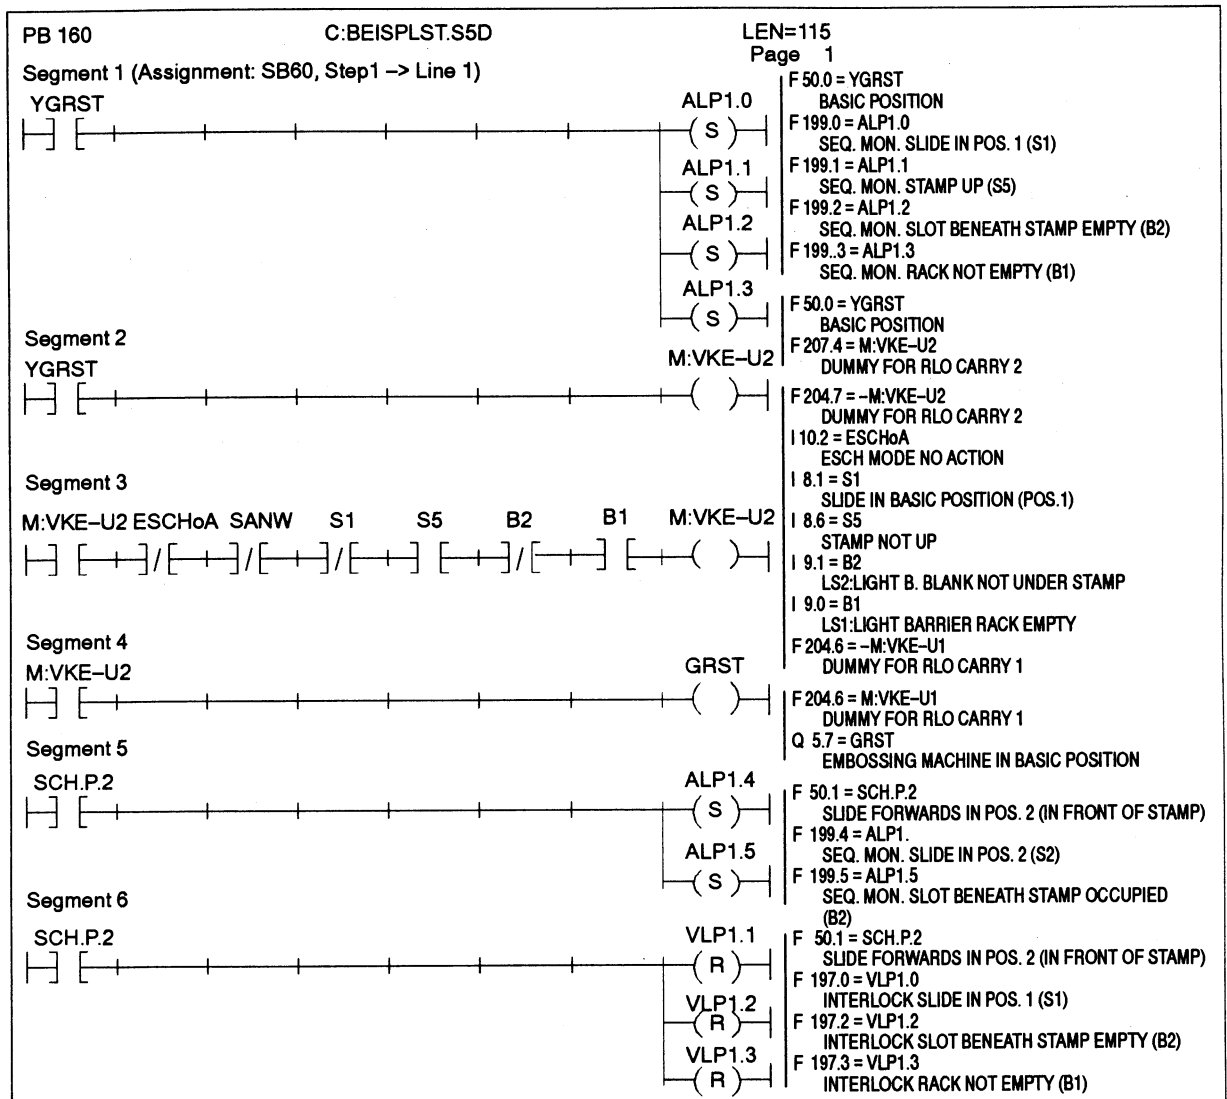 PB 160 C:BEISPLST.S5D LEN=115
Page 1
Segment 1 (Assignment: SB60, Step1 –> Line 1)
YGRST
ALP1.0
( S )
ALP1.1
( S )
ALP1.2
( S )
ALP1.3
( S )
F 50.0 = YGRST
BASIC POSITION
F 199.0 = ALP1.0
SEQ. MON. SLIDE IN POS. 1 (S1)
F 199.1 = ALP1.1
SEQ. MON. STAMP UP (S5)
F 199.2 = ALP1.2
SEQ. MON. SLOT BENEATH STAMP EMPTY (B2)
F 199..3 = ALP1.3
SEQ. MON. RACK NOT EMPTY (B1)
Segment 2
YGRST
M:VKE–U2
F 50.0 = YGRST
BASIC POSITION
F 207.4 = M:VKE–U2
DUMMY FOR RLO CARRY 2
Segment 3
M:VKE–U2 ESCHoA SANW S1 S5 B2 B1 M:VKE–U2
F 204.7 = –M:VKE–U2
DUMMY FOR RLO CARRY 2
I 10.2 = ESCHoA
ESCH MODE NO ACTION
I 8.1 = S1
SLIDE IN BASIC POSITION (POS.1)
I 8.6 = S5
STAMP NOT UP
I 9.1 = B2
LS2:LIGHT B. BLANK NOT UNDER STAMP
I 9.0 = B1
LS1:LIGHT BARRIER RACK EMPTY
F 204.6 = –M:VKE–U1
DUMMY FOR RLO CARRY 1
Segment 4
M:VKE–U2
GRST
F 204.6 = M:VKE–U1
DUMMY FOR RLO CARRY 1
Q 5.7 = GRST
EMBOSSING MACHINE IN BASIC POSITION
Segment 5
SCH.P.2
ALP1.4
( S )
ALP1.5
( S )
F 50.1 = SCH.P.2
SLIDE FORWARDS IN POS. 2 (IN FRONT OF STAMP)
F 199.4 = ALP1.
SEQ. MON. SLIDE IN POS. 2 (S2)
F 199.5 = ALP1.5
SEQ. MON. SLOT BENEATH STAMP OCCUPIED
(B2)
Segment 6
SCH.P.2
VLP1.1
( R )
VLP1.2
( R )
VLP1.3
( R )
F 50.1 = SCH.P.2
SLIDE FORWARDS IN POS. 2 (IN FRONT OF STAMP)
F 197.0 = VLP1.0
INTERLOCK SLIDE IN POS. 1 (S1)
F 197.2 = VLP1.2
INTERLOCK SLOT BENEATH STAMP EMPTY (B2)
F 197.3 = VLP1.3
INTERLOCK RACK NOT EMPTY (B1)